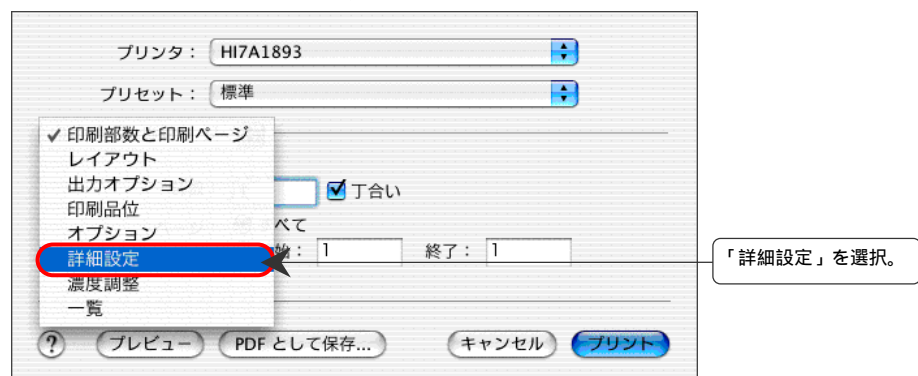 プリンタ： HI7A1893
プリセット： 標準
✓ 印刷部数と印刷ページ
レイアウト
出力オプション
丁合い
印刷品位
べて
オプション
始： 1 終了： 1
詳細設定
「詳細設定」を選択。
濃度調整
一覧
? プレビュー PDF として保存... キャンセル プリント